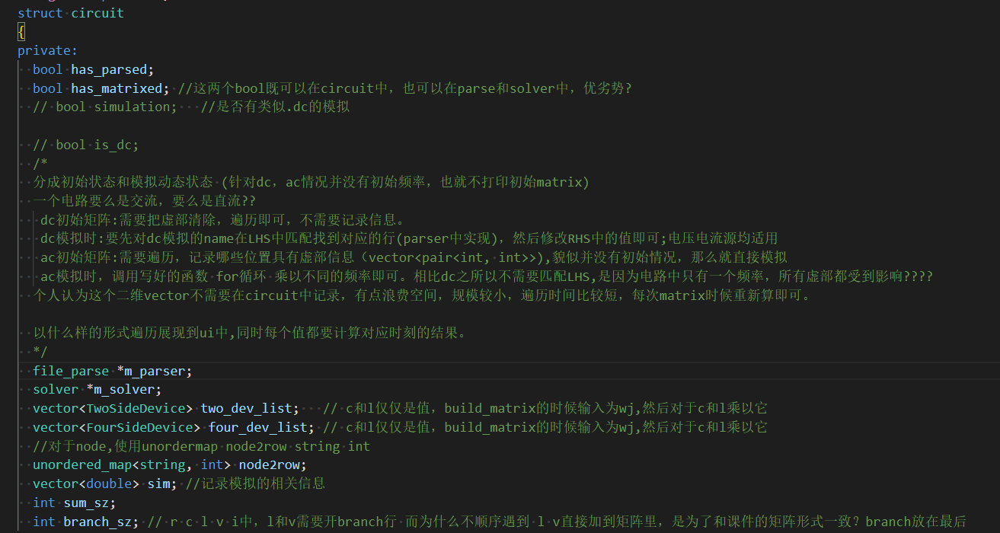 struct circuit
{
private:
bool has_parsed;
bool has_matrixed; //这两个bool既可以在circuit中，也可以在parse和solver中，优劣势?
// bool simulation;   //是否有类似.dc的模拟
// bool is_dc;
/*
分成初始状态和模拟动态状态 (针对dc，ac情况并没有初始频率，也就不打印初始matrix)
一个电路要么是交流，要么是直流??
dc初始矩阵:需要把虚部清除，遍历即可，不需要记录信息。
dc模拟时:要先对dc模拟的name在LHS中匹配找到对应的行(parser中实现)，然后修改RHS中的值即可;电压电流源均适用
ac初始矩阵:需要遍历，记录哪些位置具有虚部信息（vector<pair<int, int>>),貌似并没有初始情况，那么就直接模拟
ac模拟时，调用写好的函数 for循环 乘以不同的频率即可。相比dc之所以不需要匹配LHS,是因为电路中只有一个频率，所有虚部都受到影响????
个人认为这个二维vector不需要在circuit中记录，有点浪费空间，规模较小，遍历时间比较短，每次matrix时候重新算即可。
以什么样的形式遍历展现到ui中,同时每个值都要计算对应时刻的结果。
*/
file_parse *m_parser;
solver *m_solver;
vector<TwoSideDevice> two_dev_list;   // c和l仅仅是值，build_matrix的时候输入为wj,然后对于c和l乘以它
vector<FourSideDevice> four_dev_list; // c和l仅仅是值，build_matrix的时候输入为wj,然后对于c和l乘以它
//对于node,使用unordermap node2row string int
unordered_map<string, int> node2row;
vector<double> sim; //记录模拟的相关信息
int sum_sz;
int branch_sz; // r c l v i中，l和v需要开branch行 而为什么不顺序遇到 l v直接加到矩阵里，是为了和课件的矩阵形式一致？branch放在最后